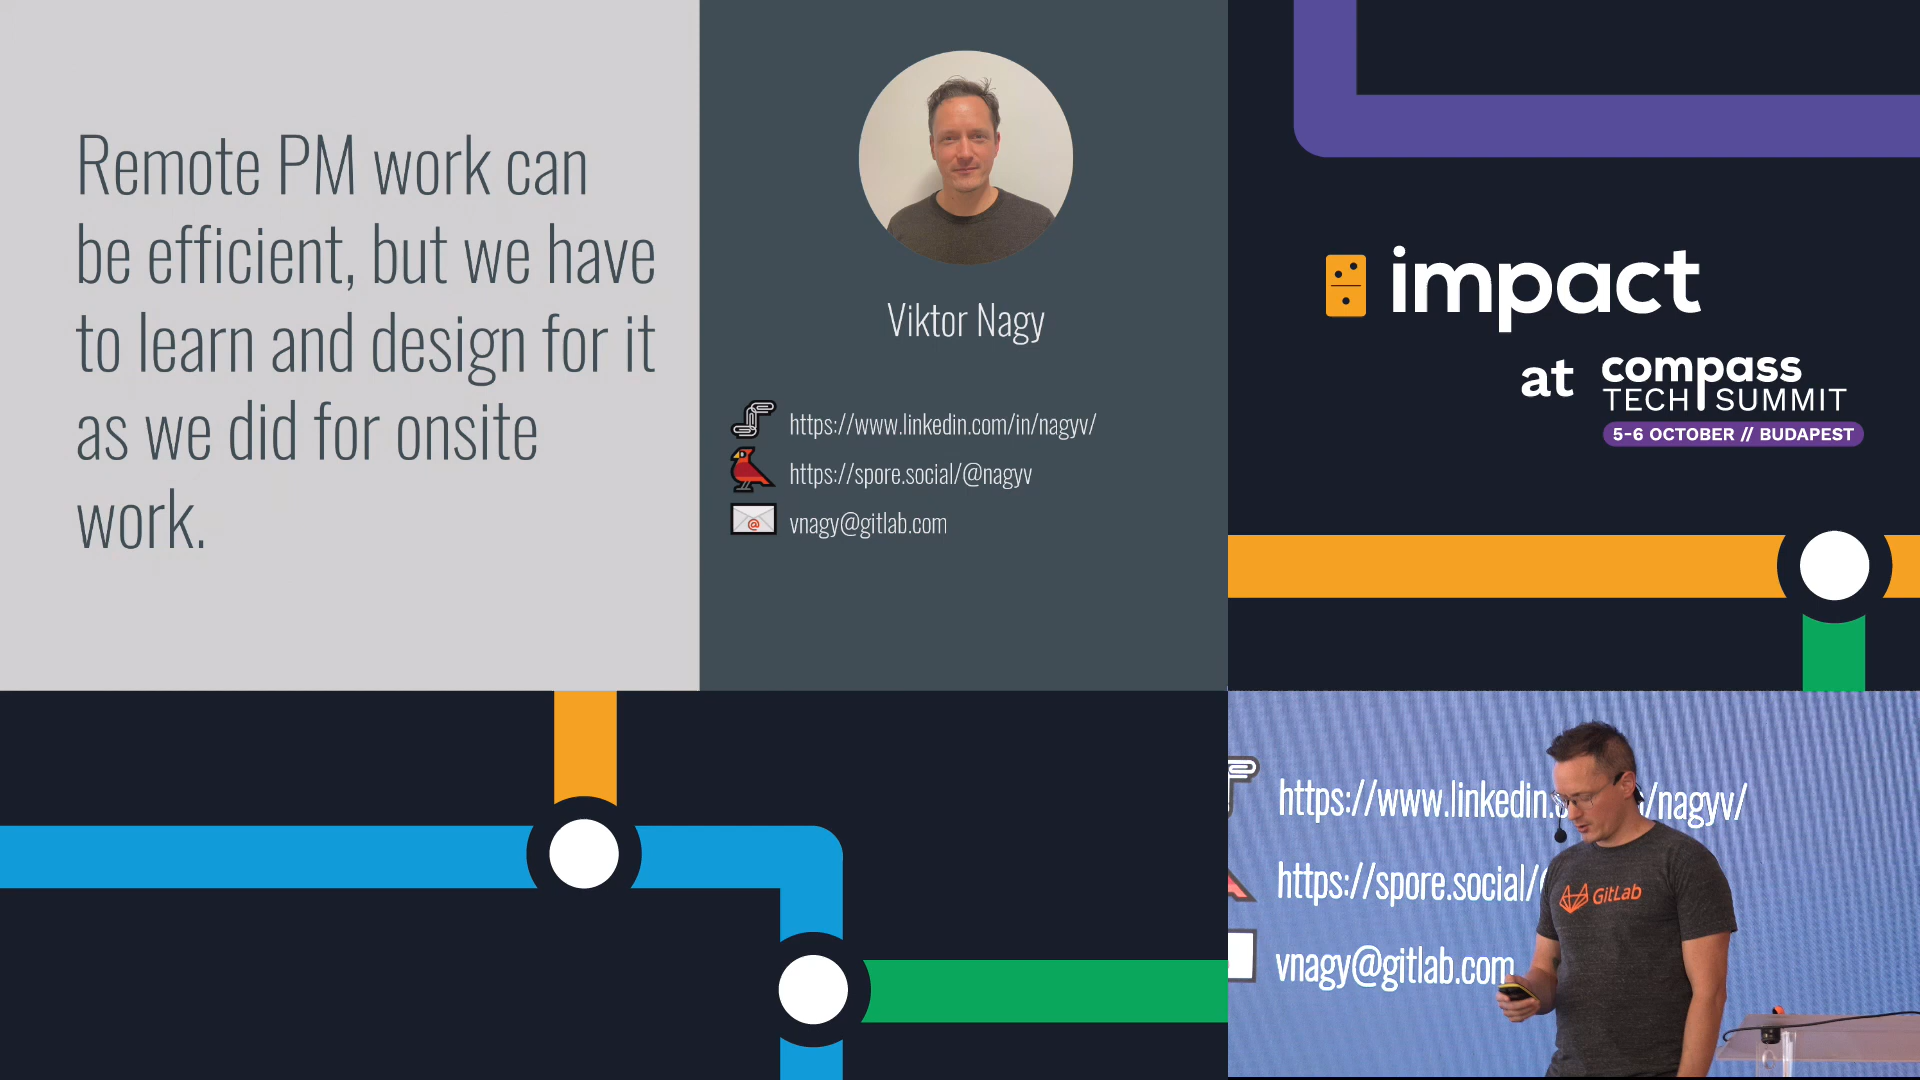 Remote PM work can
be efficient, but we have
to learn and design for it
as we did for onsite
work.
Viktor Nagy
https://www.linkedin.com/in/nagyv/
https://spore.social/@nagyv
@
vnagy@gitlab.com
impact
at compass
TECH SUMMIT
5-6 OCTOBER // BUDAPEST
https://www.linkedin. /nagyv/
https://spore.social/
vnagy@gitlab.com
GitLab